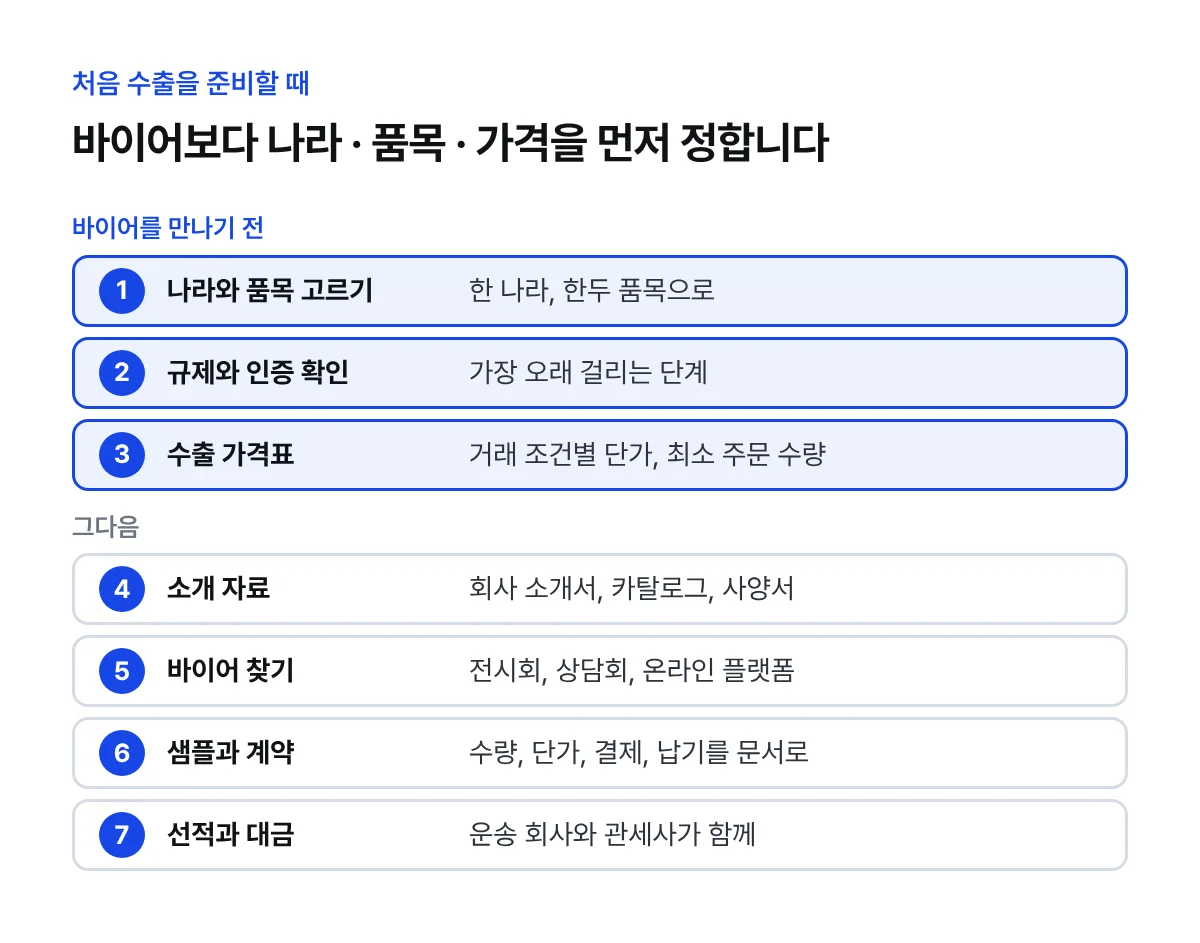 처음 수출을 준비할 때
바이어보다 나라 · 품목 · 가격을 먼저 정합니다
바이어를 만나기 전
1 나라와 품목 고르기 한 나라, 한두 품목으로
2 규제와 인증 확인 가장 오래 걸리는 단계
3 수출 가격표 거래 조건별 단가, 최소 주문 수량
그다음
4 소개 자료 회사 소개서, 카탈로그, 사양서
5 바이어 찾기 전시회, 상담회, 온라인 플랫폼
6 샘플과 계약 수량, 단가, 결제, 납기를 문서로
7 선적과 대금 운송 회사와 관세사가 함께